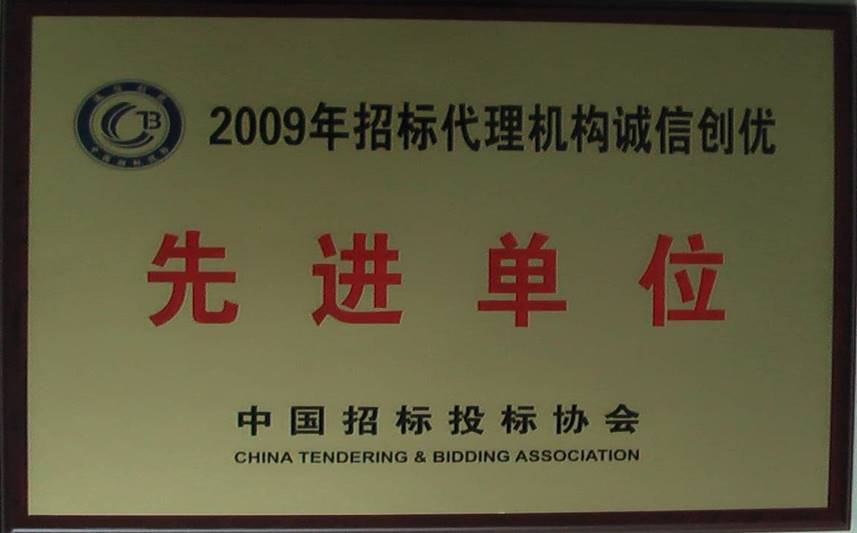 2009年招标代理机构诚信创优
先进单位
中国招标投标协会
CHINA TENDERING & BIDDING ASSOCIATION